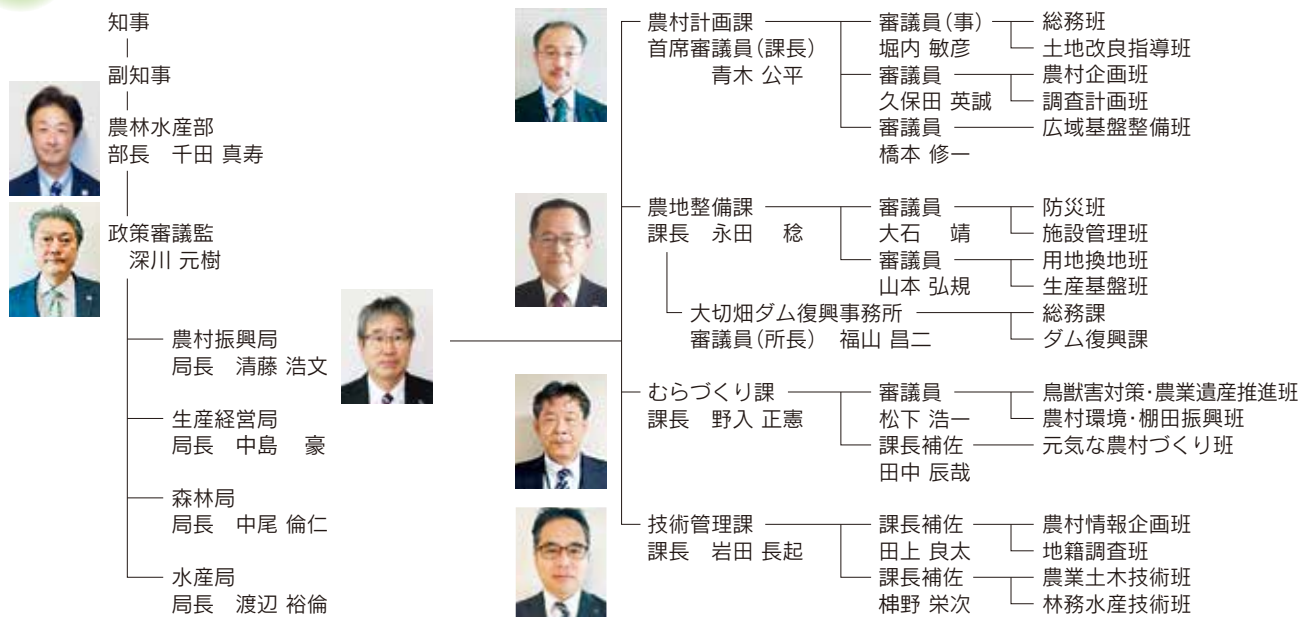 知事
副知事
農林水産部
部長 千田 真寿
政策審議監
深川 元樹
農村振興局
局長 清藤 浩文
生産経営局
局長 中島 豪
森林局
局長 中尾 倫仁
水産局
局長 渡辺 裕倫
農村計画課
首席審議員(課長)
青木 公平
審議員(事)
堀内 敏彦
総務班
土地改良指導班
審議員
久保田 英誠
農村企画班
調査計画班
審議員
橋本 修一
広域基盤整備班
農地整備課
課長 永田 稔
審議員
大石 靖
防災班
施設管理班
審議員
山本 弘規
用地換地班
生産基盤班
大切畑ダム復興事務所
審議員(所長) 福山 昌二
総務課
ダム復興課
むらづくり課
課長 野入 正憲
審議員
松下 浩一
鳥獣害対策・農業遺産推進班
農村環境・棚田振興班
課長補佐
田中 辰哉
元気な農村づくり班
技術管理課
課長 岩田 長起
課長補佐
田上 良太
農村情報企画班
地籍調査班
課長補佐
榊野 栄次
農業土木技術班
林務水産技術班